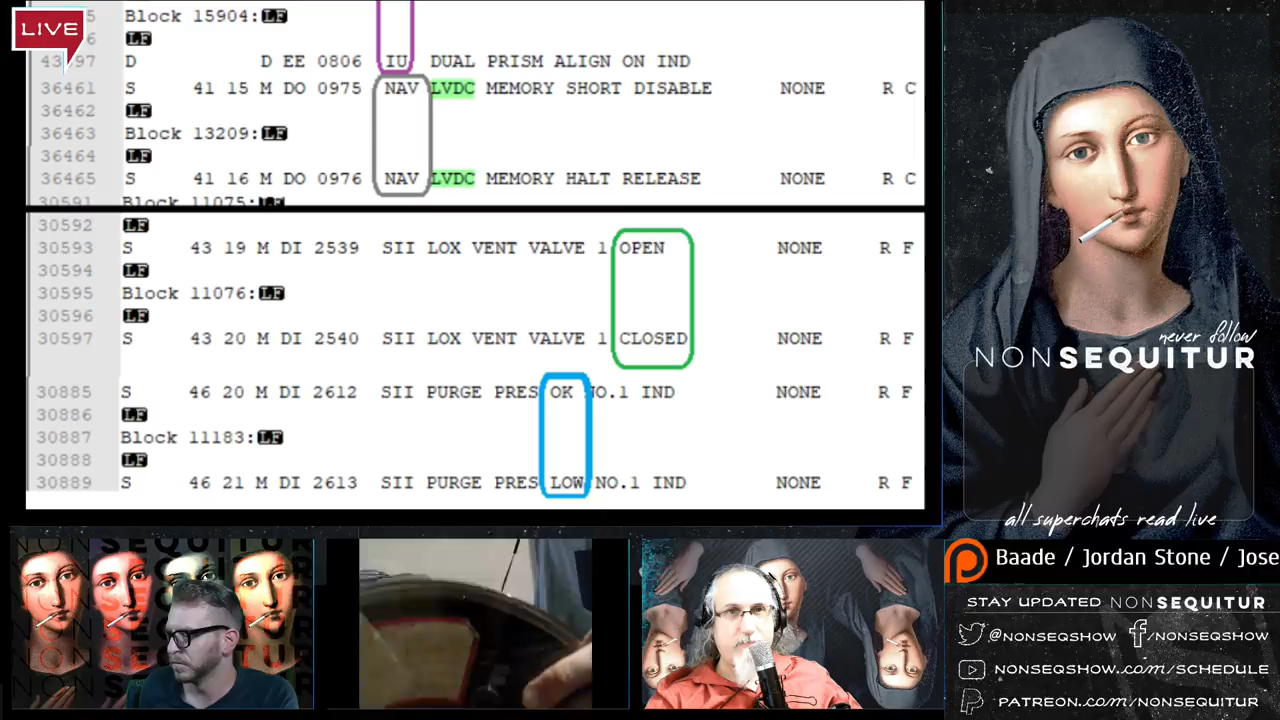 LIVE
Block 15904:LF
LF
D D EE 0806 IU DUAL PRISM ALIGN ON IND
36461 S 41 15 M DO 0975 NAV LVDC MEMORY SHORT DISABLE NONE R C
36462 LF
36463 Block 13209:LF
36464 LF
36465 S 41 16 M DO 0976 NAV LVDC MEMORY HALT RELEASE NONE R C
30591 Block 11075:LF
30592 LF
30593 S 43 19 M DI 2539 SII LOX VENT VALVE 1 OPEN NONE R F
30594 LF
30595 Block 11076:LF
30596 LF
30597 S 43 20 M DI 2540 SII LOX VENT VALVE 1 CLOSED NONE R F
30885 S 46 20 M DI 2612 SII PURGE PRES OK NO.1 IND NONE R F
30886 LF
30887 Block 11183:LF
30888 LF
30889 S 46 21 M DI 2613 SII PURGE PRES LOW NO.1 IND NONE R F
never follow
NONSEQUITUR
all superchats read live
Baade / Jordan Stone / Jose
STAY UPDATED NONSEQUITUR
@NONSEQSHOW /NONSEQSHOW
NONSEQSHOW.COM/SCHEDULE
PATREON.COM/NONSEQUITUR